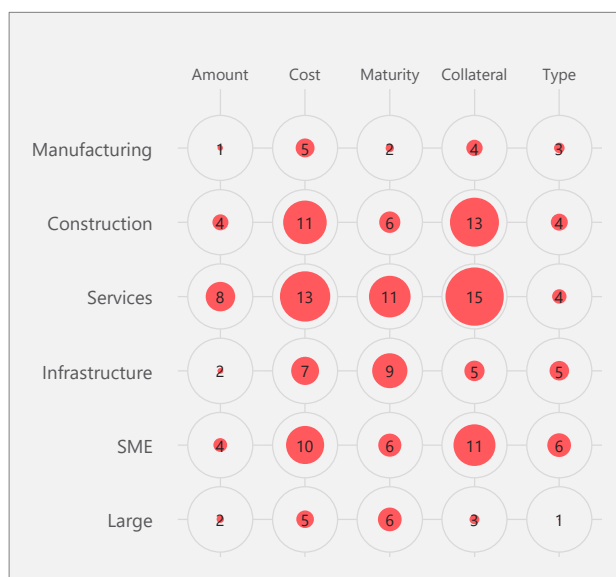 Amount Cost Maturity Collateral Type
Manufacturing 1 5 2 4 3
Construction 4 11 6 13 4
Services 8 13 11 15 4
Infrastructure 2 7 9 5 5
SME 4 10 6 11 6
Large 2 5 6 3 1